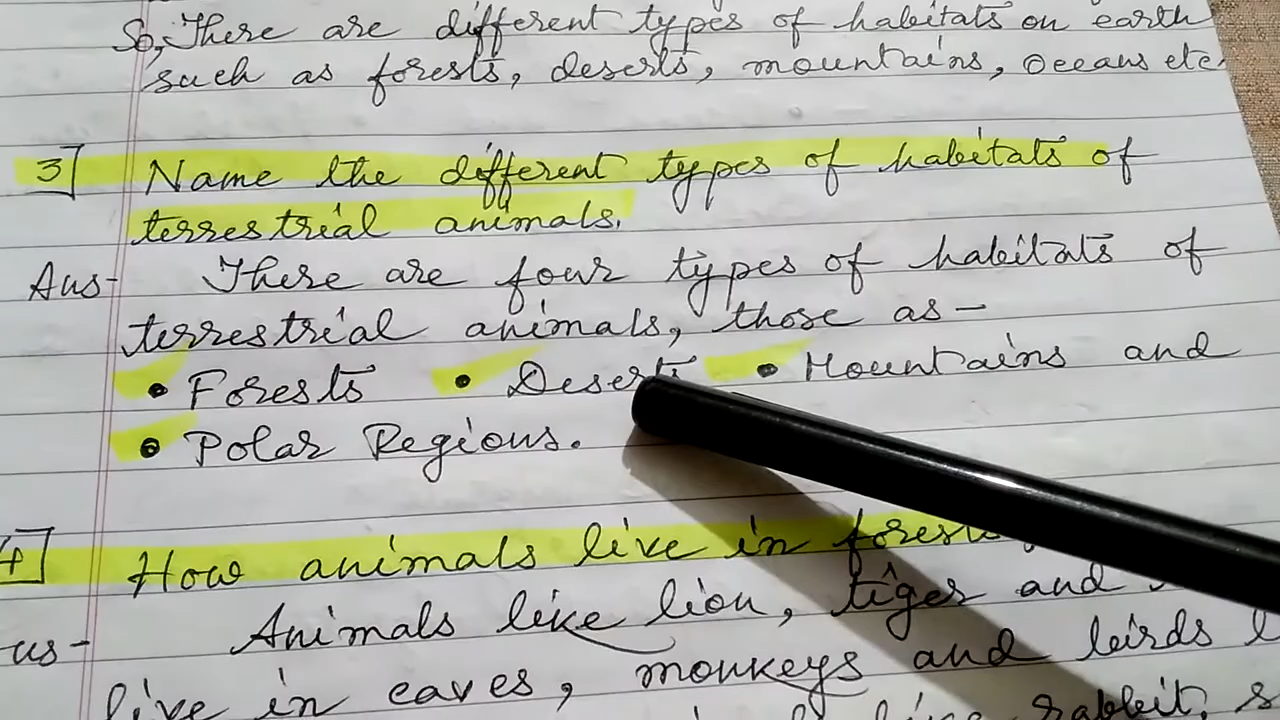 So, There are different types of habitats on earth
such as forests, deserts, mountains, oceans etc.
3] Name the different types of habitats of
terrestrial animals.
Ans- There are four types of habitats of
terrestrial animals, those as-
• Forests • Deserts • Mountains and
• Polar Regions.
How animals live in
Animals like lion, tiger and
live in caves, monkeys and birds
rabbit,